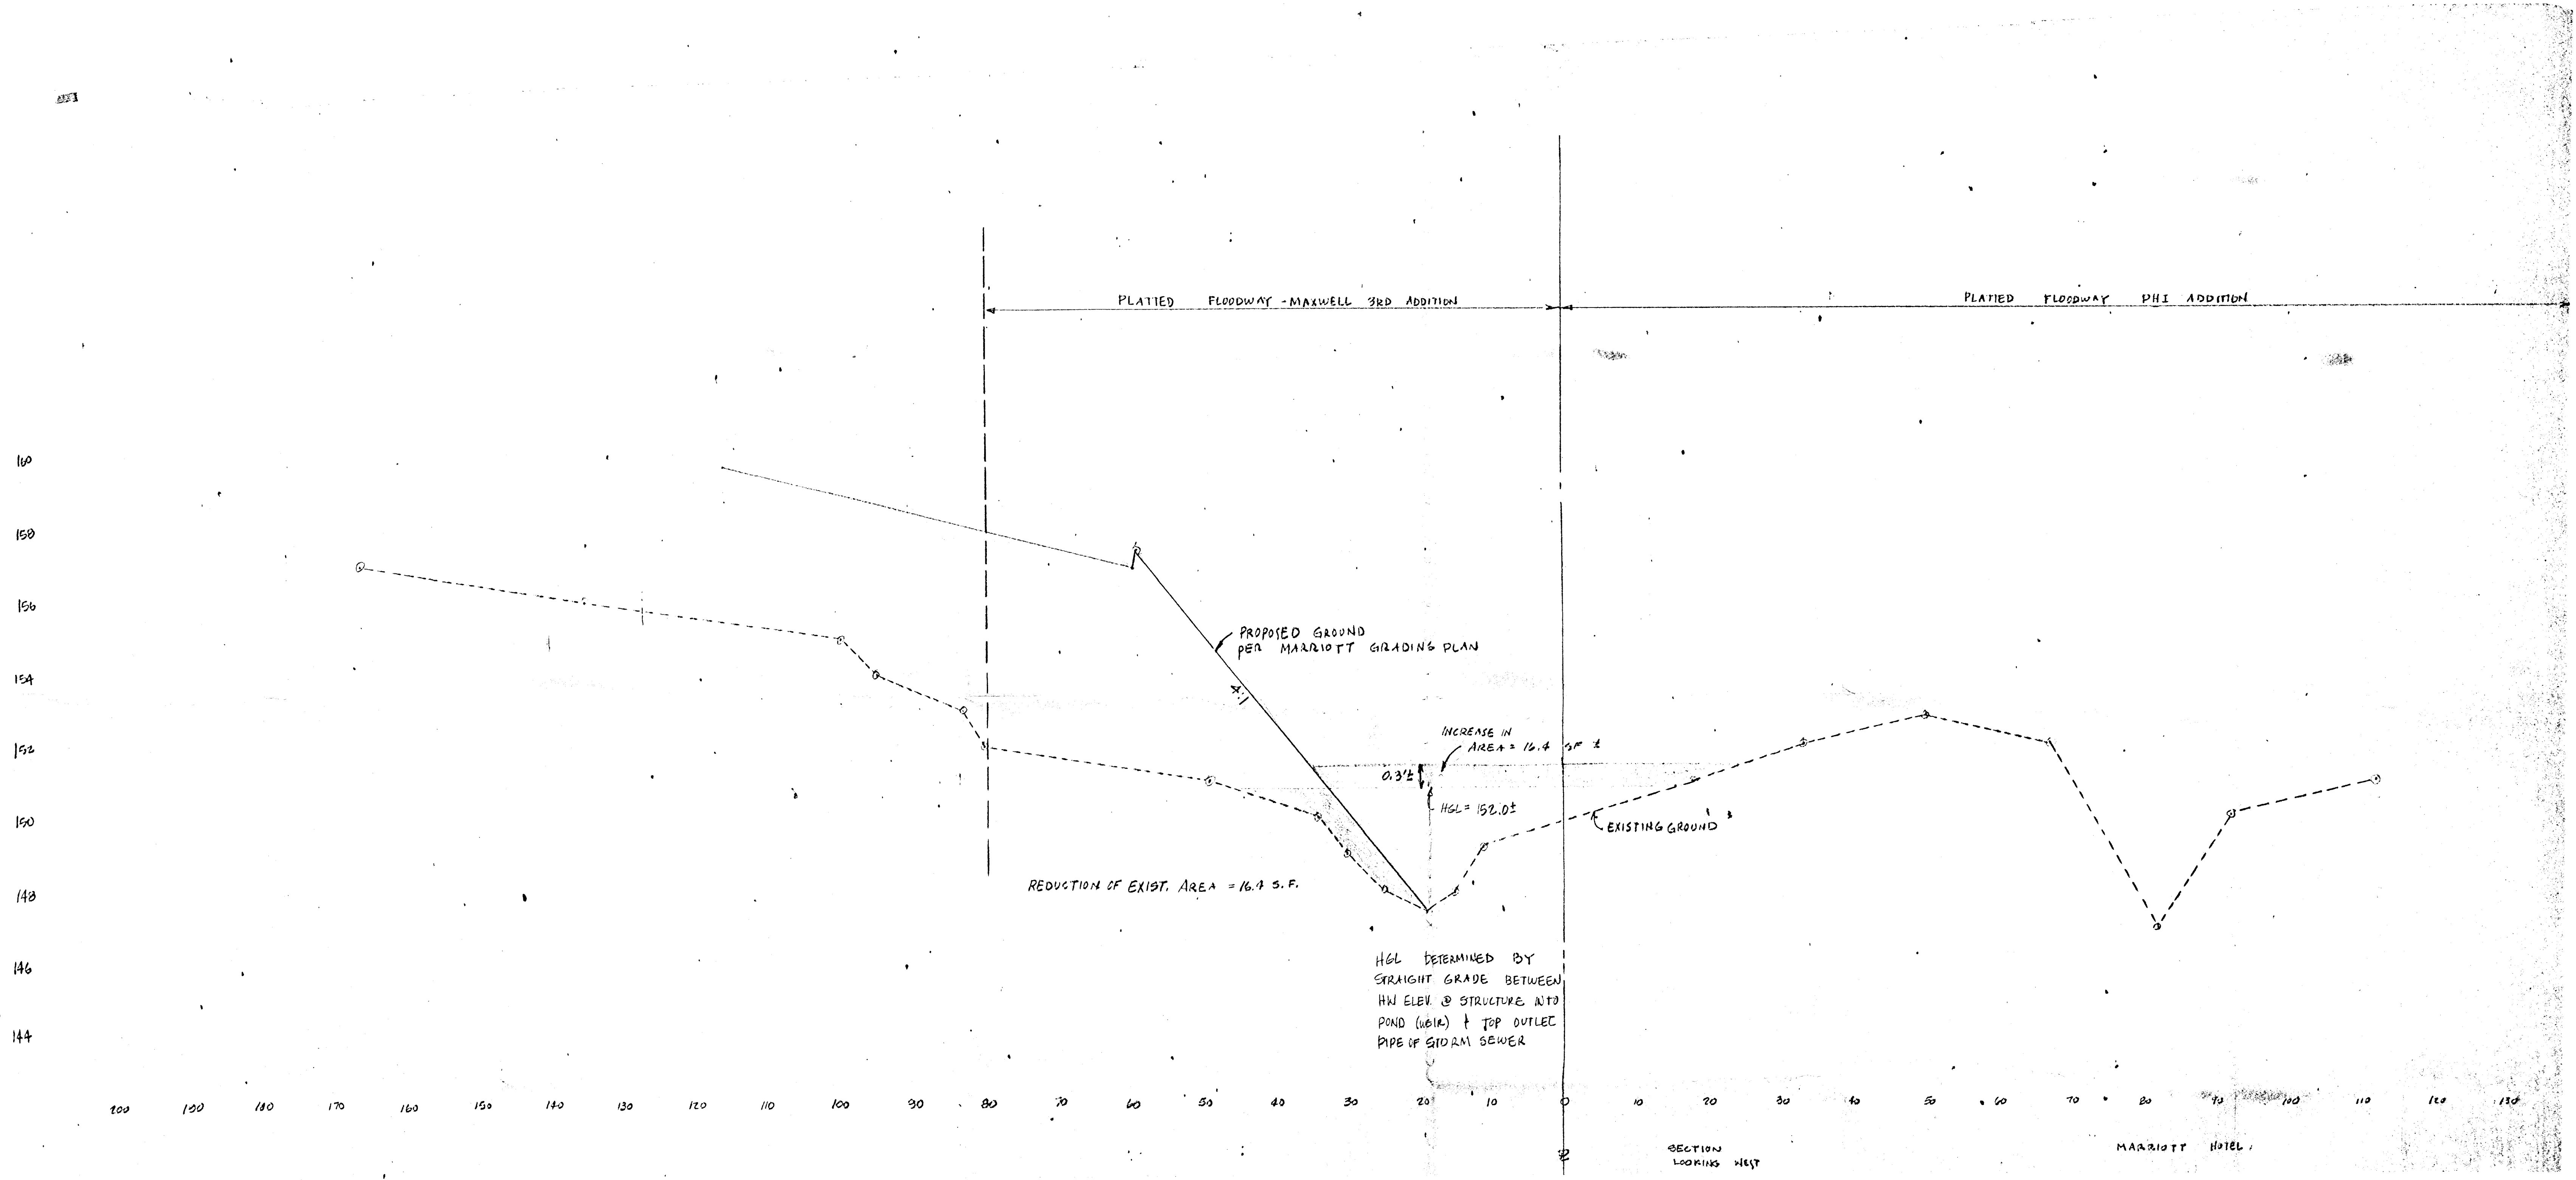 PLATTED FLOODWAY - MAXWELL 3RD ADDITION
PLATTED FLOODWAY PHI ADDITION
160
158
156
154
152
150
148
146
144
PROPOSED GROUND
PER MARRIOTT GRADING PLAN
4:1
INCREASE IN
AREA = 16.4 SF ±
0.3'±
HGL = 152.0±
EXISTING GROUND
REDUCTION OF EXIST. AREA = 16.4 S.F.
HGL DETERMINED BY
STRAIGHT GRADE BETWEEN
HW ELEV. @ STRUCTURE INTO
POND (WEIR) & TOP OUTLET
PIPE OF STORM SEWER
200 190 180 170 160 150 140 130 120 110 100 90 80 70 60 50 40 30 20 10 0 10 20 30 40 50 60 70 80 90 100 110 120 130
SECTION
LOOKING WEST
MARRIOTT HOTEL